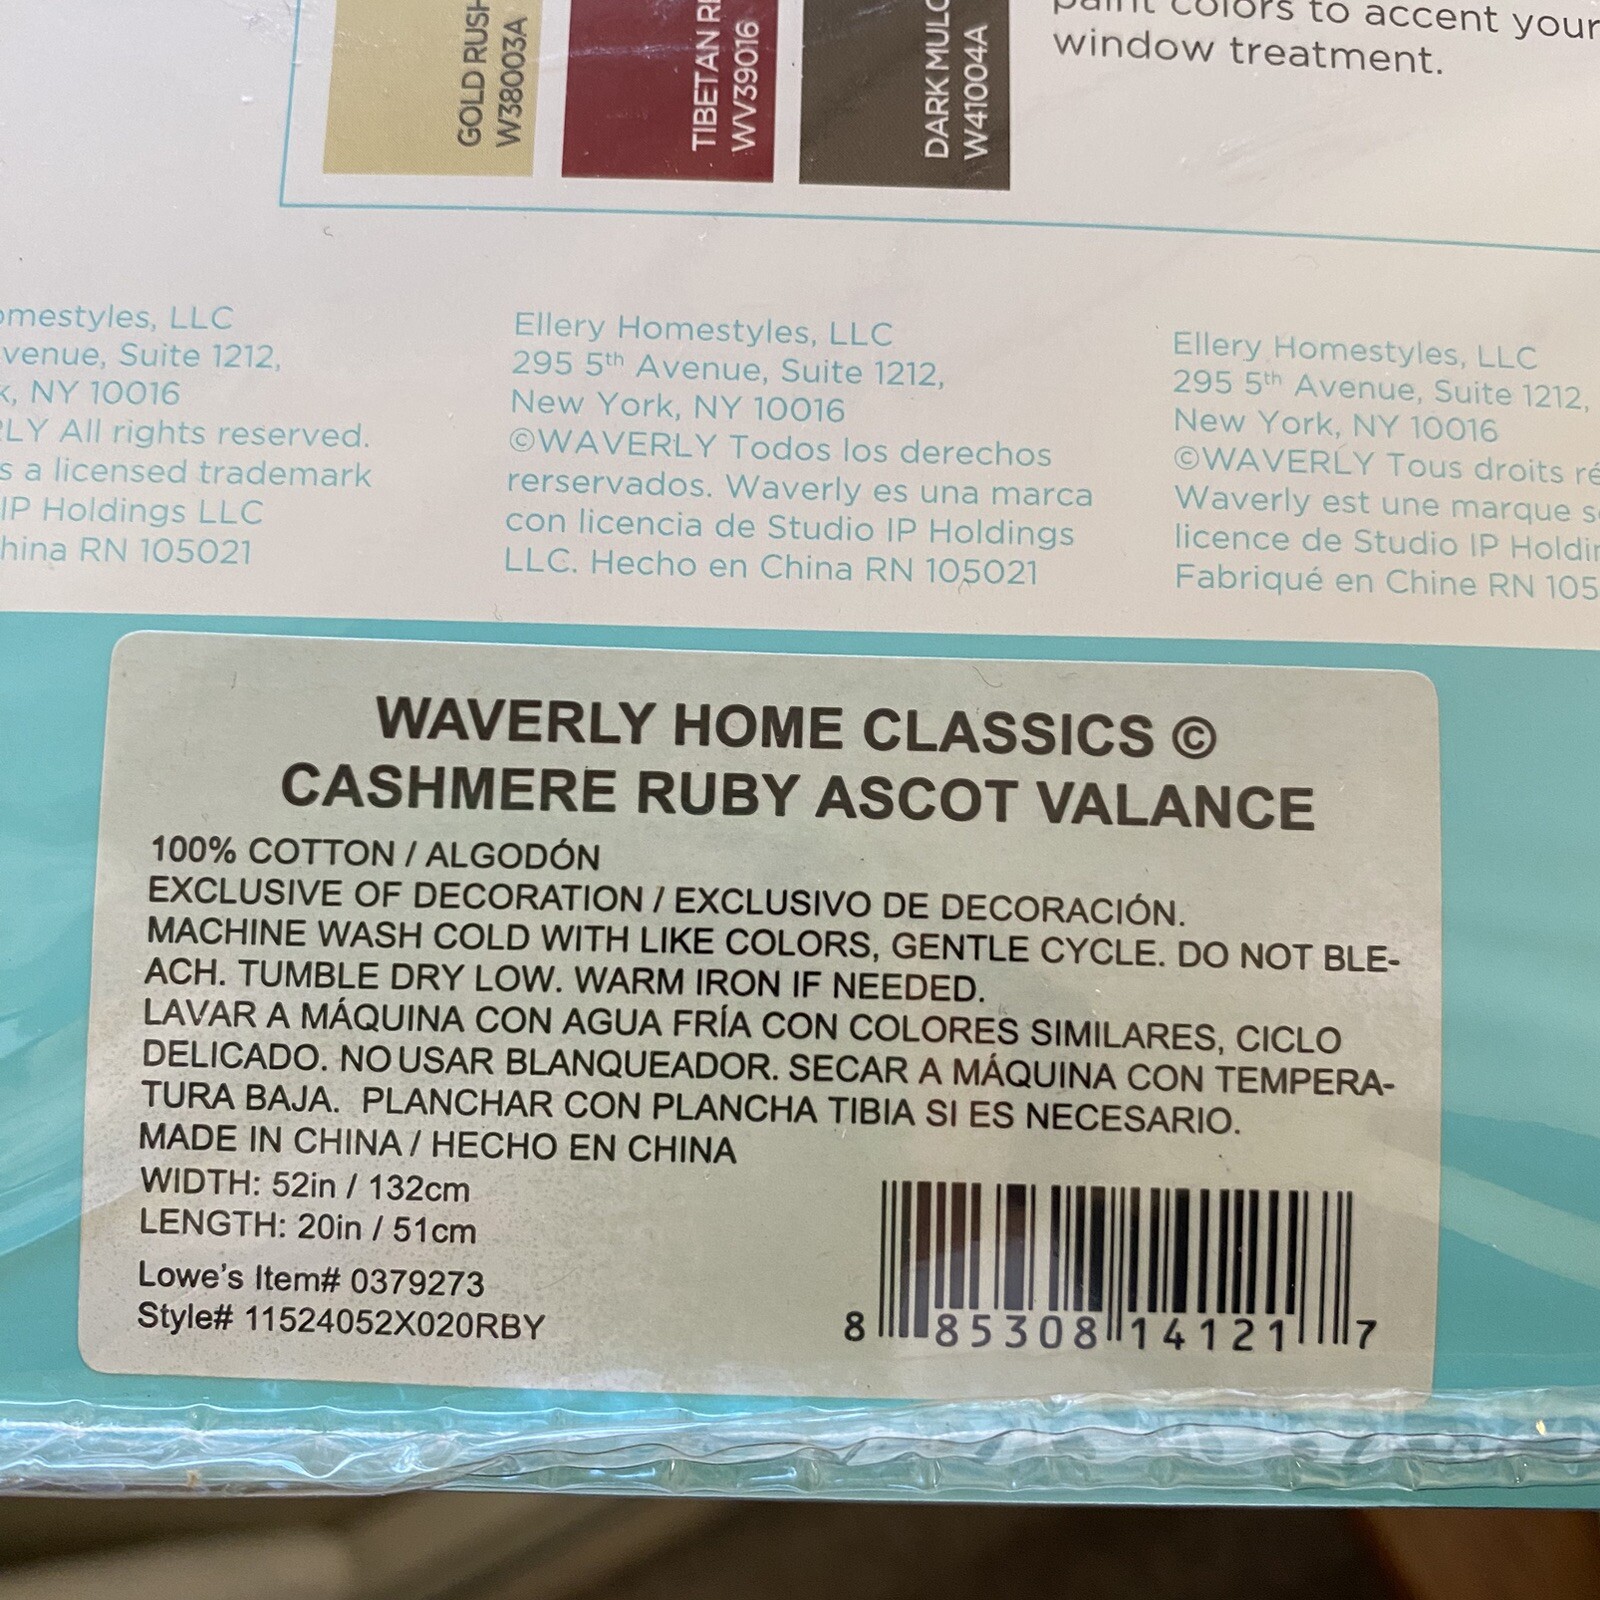 GOLD RUSH
W38003A
TIBETAN
WV39016
DARK
W41004A
colors to accent your
window treatment.
LLC
Suite 1212,
NY 10016
All rights reserved.
a licensed trademark
IP Holdings LLC
RN 105021
Ellery Homestyles, LLC
295 5th Avenue, Suite 1212,
New York, NY 10016
©WAVERLY Todos los derechos
rerservados. Waverly es una marca
con licencia de Studio IP Holdings
LLC. Hecho en China RN 105021
Ellery Homestyles, LLC
295 5th Avenue, Suite 1212,
New York, NY 10016
©WAVERLY Tous droits
Waverly est une marque
licence de Studio IP
Fabriqué en Chine RN
WAVERLY HOME CLASSICS ©
CASHMERE RUBY ASCOT VALANCE
100% COTTON / ALGODÓN
EXCLUSIVE OF DECORATION / EXCLUSIVO DE DECORACIÓN.
MACHINE WASH COLD WITH LIKE COLORS, GENTLE CYCLE. DO NOT BLE-
ACH. TUMBLE DRY LOW. WARM IRON IF NEEDED.
LAVAR A MÁQUINA CON AGUA FRÍA CON COLORES SIMILARES, CICLO
DELICADO. NO USAR BLANQUEADOR. SECAR A MÁQUINA CON TEMPERA-
TURA BAJA. PLANCHAR CON PLANCHA TIBIA SI ES NECESARIO.
MADE IN CHINA / HECHO EN CHINA
WIDTH: 52in / 132cm
LENGTH: 20in / 51cm
Lowe's Item# 0379273
Style# 11524052X020RBY
8 85308 14121 7